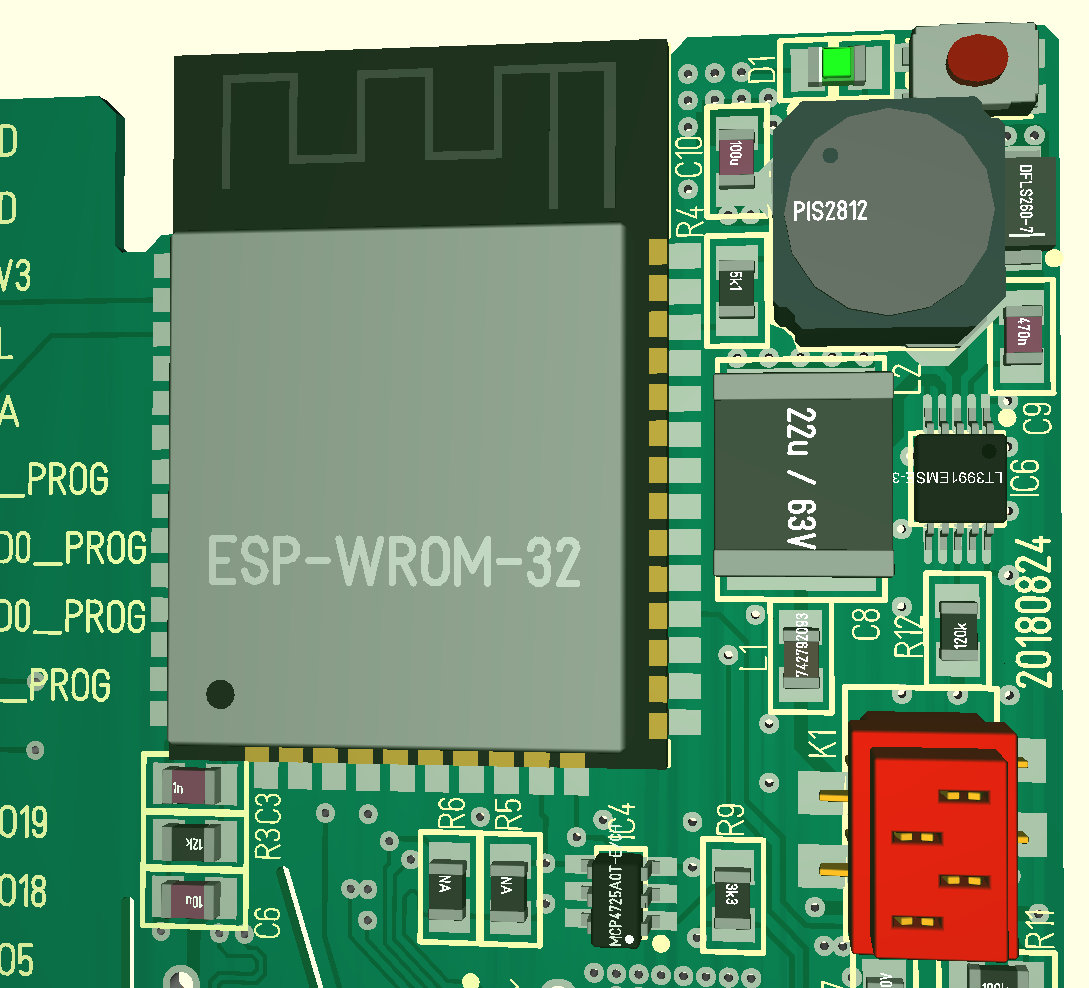 D
D
V3
L
A
_PROG
D0_PROG
D0_PROG
_PROG
O19
O18
O5
ESP-WROM-32
D1
C10
100u
R4
5k1
PIS2812
DFLS260-7
470n
C9
L2
22u / 63V
LT3991EMSE-3
IC6
20180824
C8
L1
742792093
R12
120k
K1
C3
1u
R3
12k
C6
10u
R6
NA
R5
NA
IC4
MCP4725A0T-E/CH
R9
3k3
R11